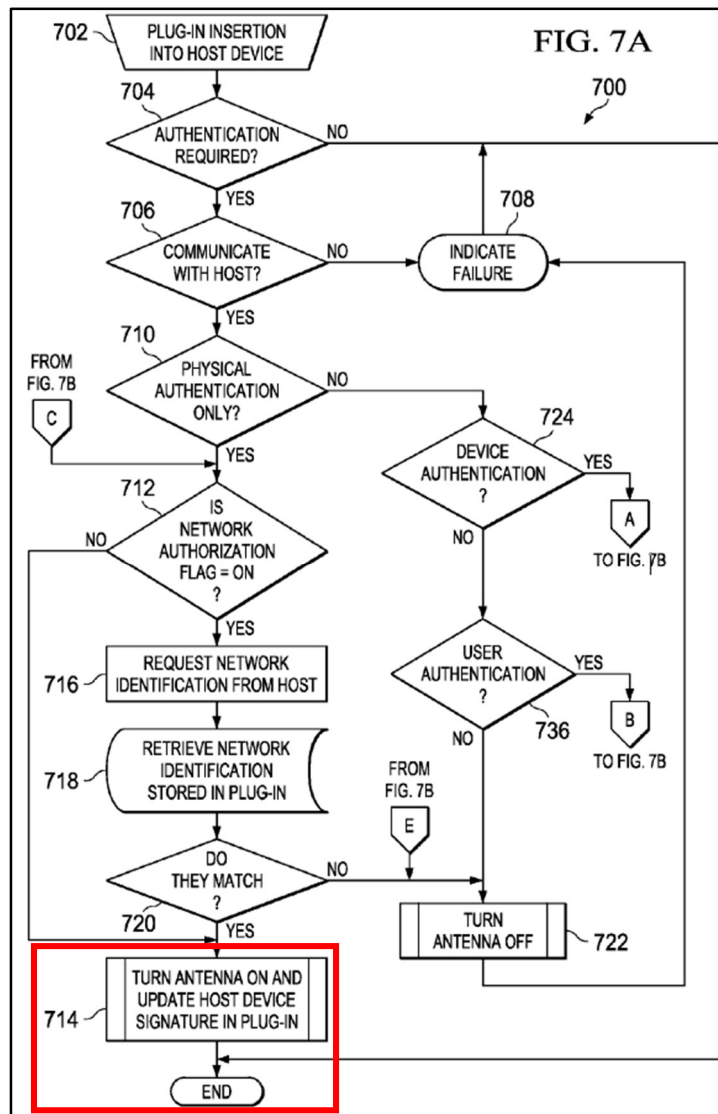 FIG. 7A
700
702
PLUG-IN INSERTION
INTO HOST DEVICE
704
AUTHENTICATION
REQUIRED?
NO
YES
706
COMMUNICATE
WITH HOST?
NO
YES
708
INDICATE
FAILURE
710
PHYSICAL
AUTHENTICATION
ONLY?
NO
YES
FROM
FIG. 7B
C
724
DEVICE
AUTHENTICATION
?
YES
NO
A
TO FIG. 7B
712
IS
NETWORK
AUTHORIZATION
FLAG = ON
?
NO
YES
716
REQUEST NETWORK
IDENTIFICATION FROM HOST
USER
AUTHENTICATION
?
YES
NO
736
B
TO FIG. 7B
718
RETRIEVE NETWORK
IDENTIFICATION
STORED IN PLUG-IN
FROM
FIG. 7B
E
DO
THEY MATCH
?
NO
720
YES
TURN
ANTENNA OFF
722
714
TURN ANTENNA ON AND
UPDATE HOST DEVICE
SIGNATURE IN PLUG-IN
END